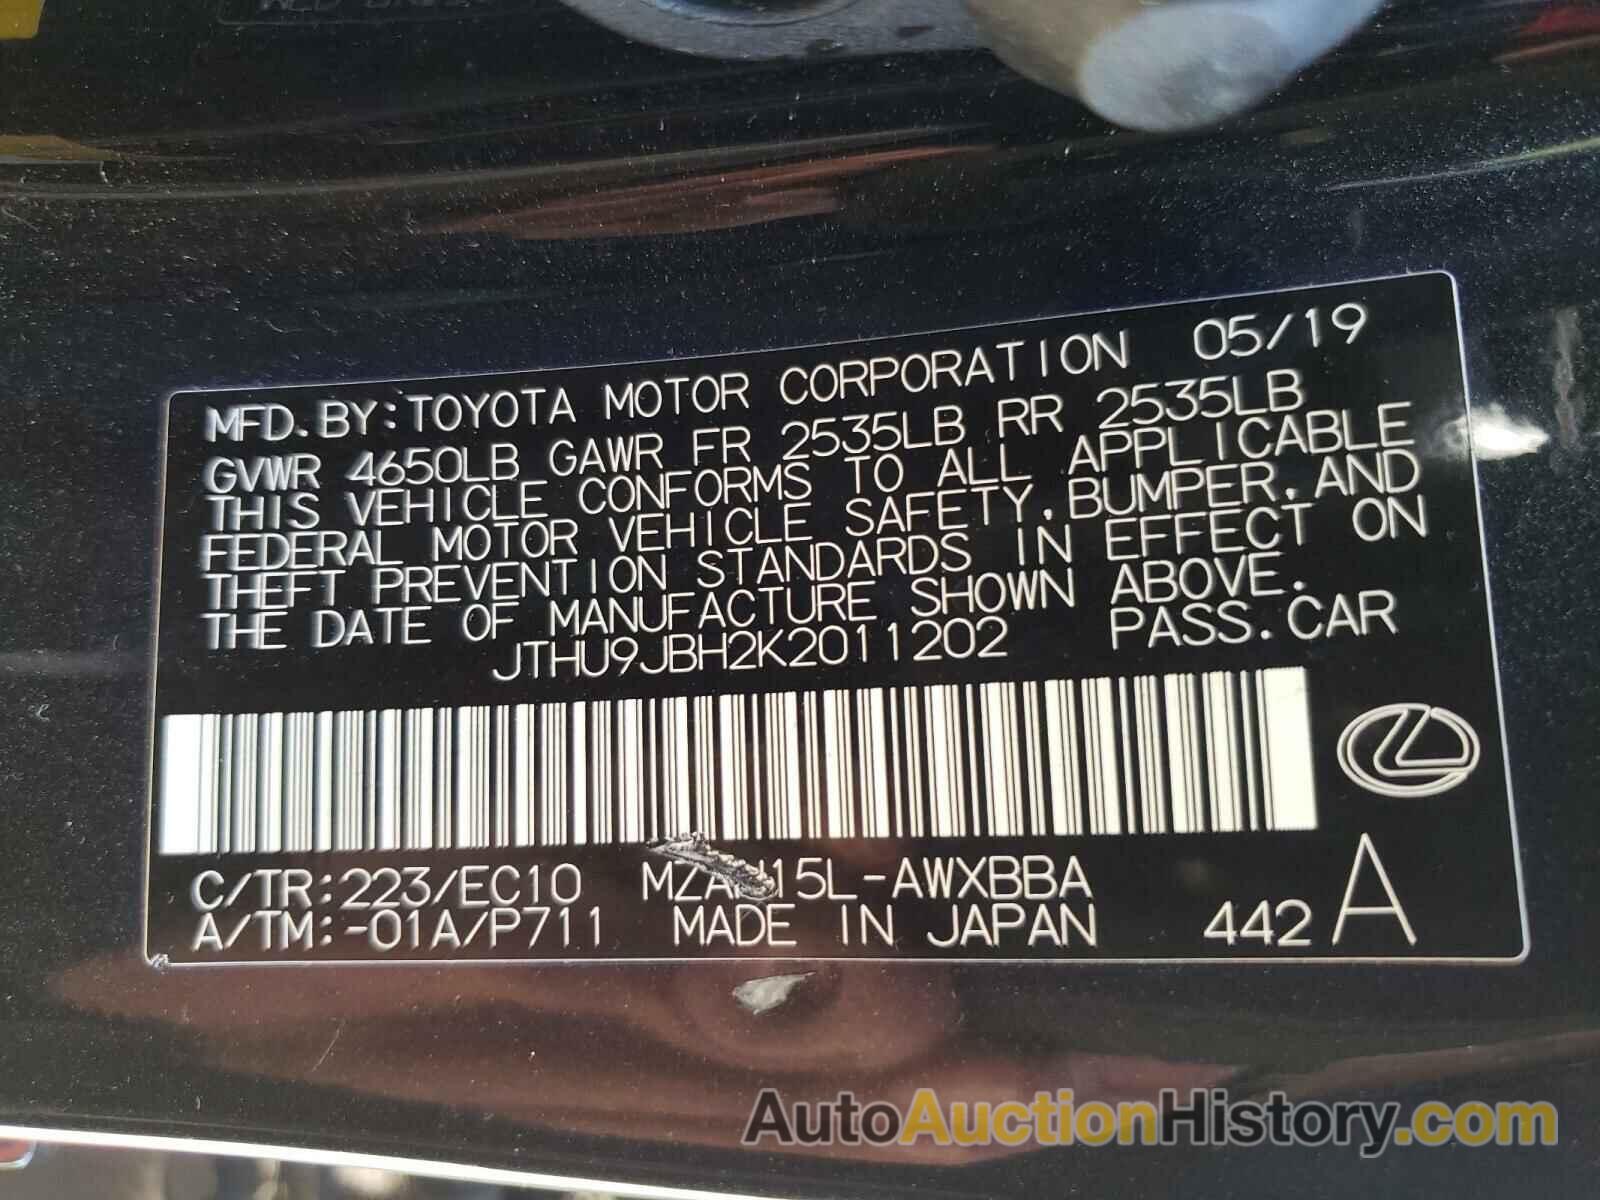 MFD. BY: TOYOTA MOTOR CORPORATION 05/19
GVWR 4650LB GAWR FR 2535LB RR 2535LB
THIS VEHICLE CONFORMS TO ALL APPLICABLE
FEDERAL MOTOR VEHICLE SAFETY, BUMPER, AND
THEFT PREVENTION STANDARDS IN EFFECT ON
THE DATE OF MANUFACTURE SHOWN ABOVE.
JTHU9JBH2K2011202 PASS. CAR
C/TR: 223/EC10 15L-AWXBBA
A/TM: -01A/P711 MADE IN JAPAN 442 A
AutoAuctionHistory.com